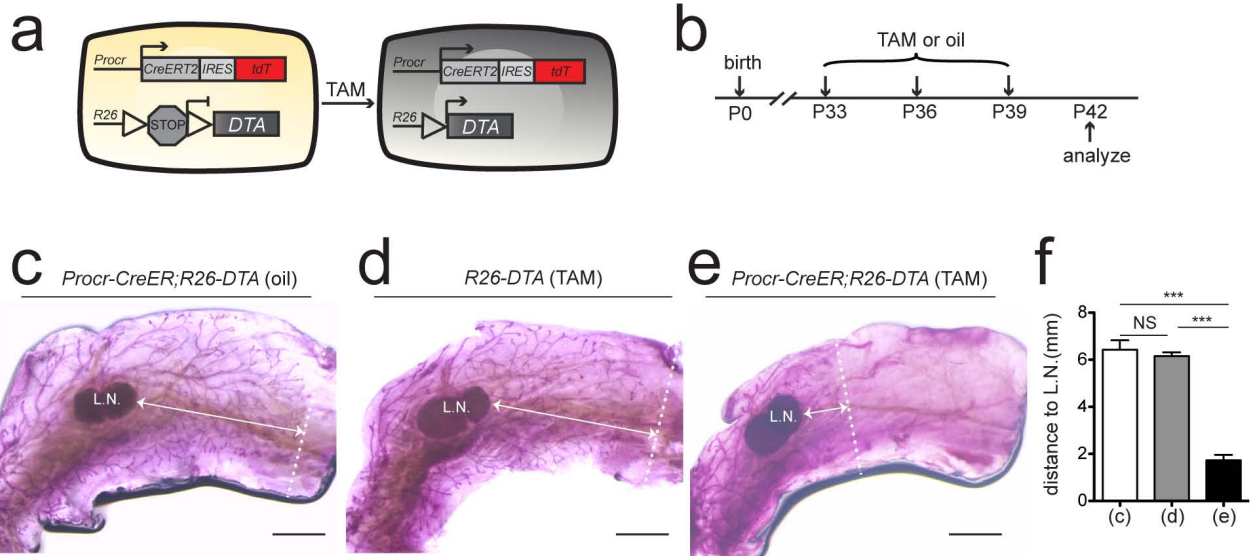 a
Procr
CreERT2 IRES tdT
R26
STOP
DTA
TAM
Procr
CreERT2 IRES tdT
R26
DTA
b
TAM or oil
birth
P0
P33
P36
P39
P42
analyze
c
Procr-CreER;R26-DTA (oil)
L.N.
d
R26-DTA (TAM)
L.N.
e
Procr-CreER;R26-DTA (TAM)
L.N.
f
***
NS
***
8
6
4
2
0
distance to L.N.(mm)
(c)
(d)
(e)